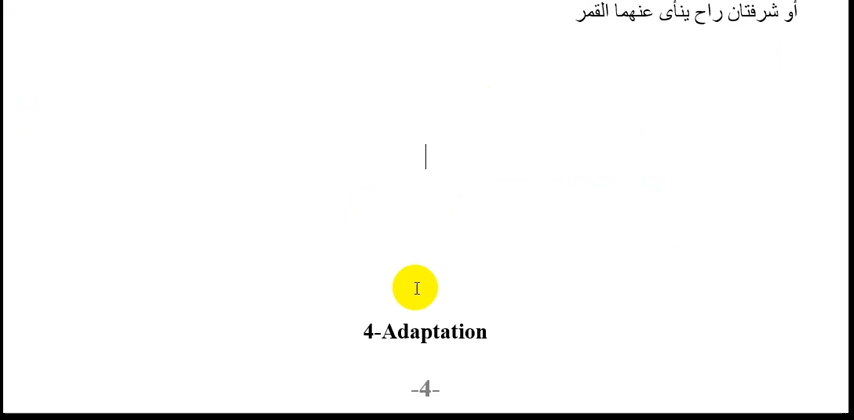 أو شرفتان راح ينأى عنهما القمر
4-Adaptation
-4-